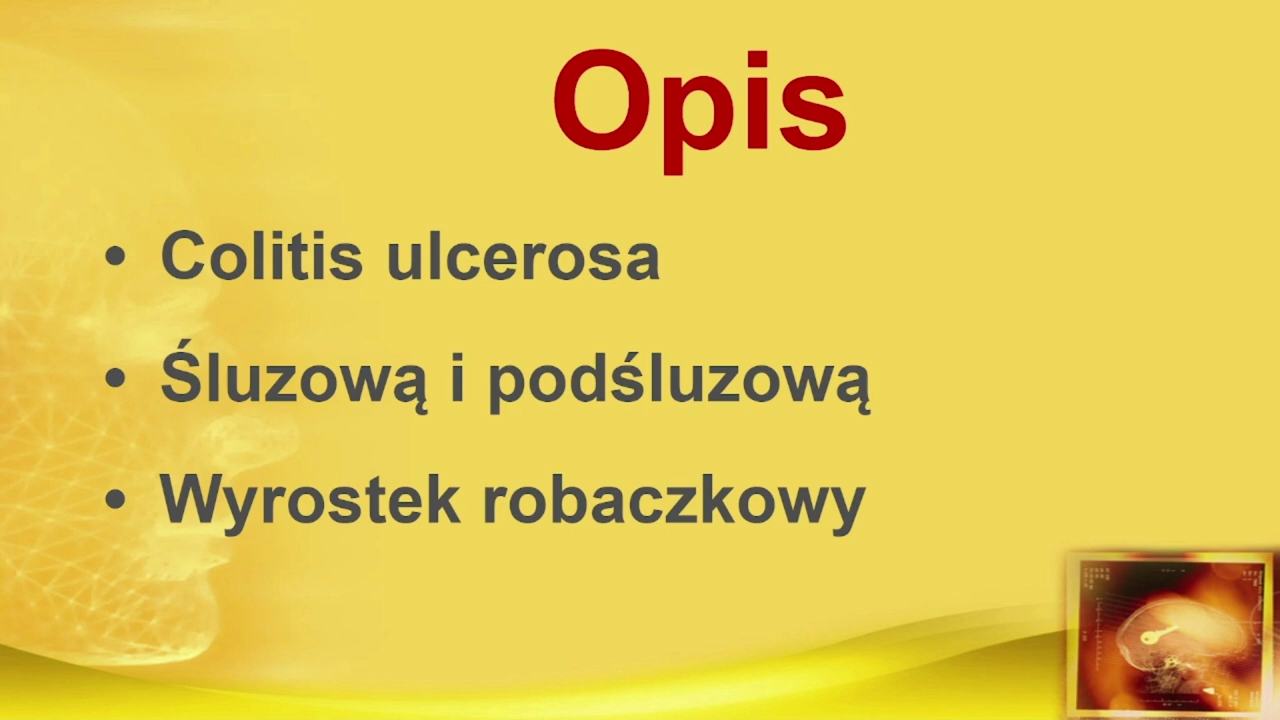 Opis
• Colitis ulcerosa
• Śluzową i podśluzową
• Wyrostek robaczkowy